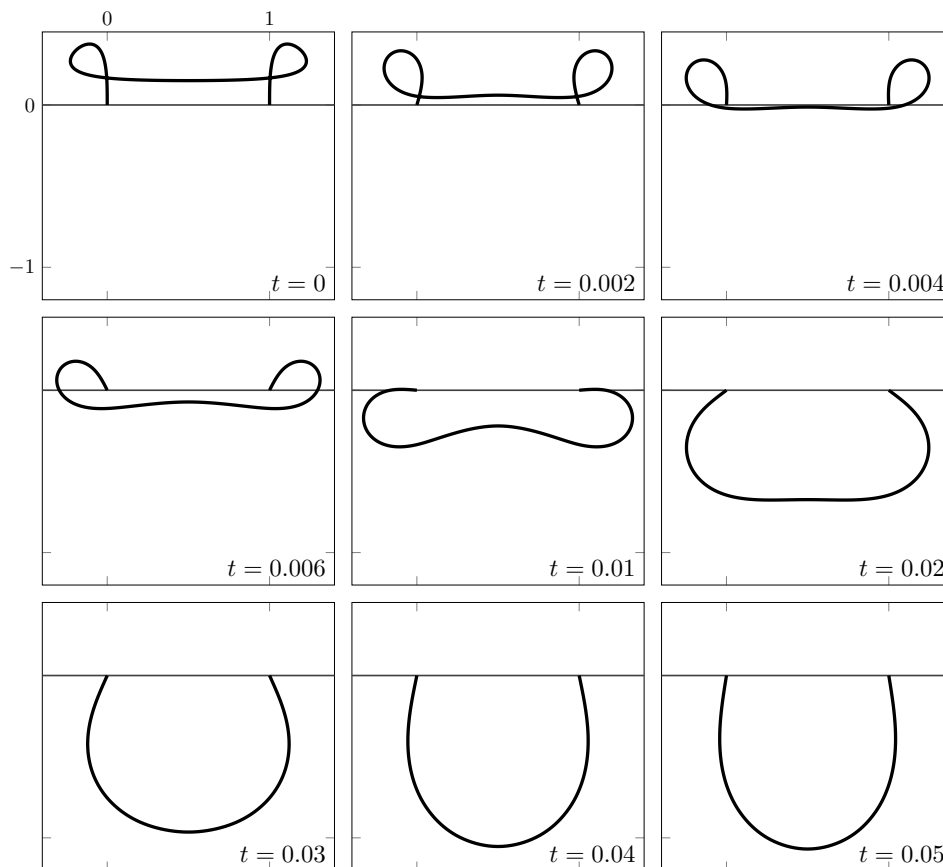 0 1
0
−1
t = 0
t = 0.002
t = 0.004
t = 0.006
t = 0.01
t = 0.02
t = 0.03
t = 0.04
t = 0.05